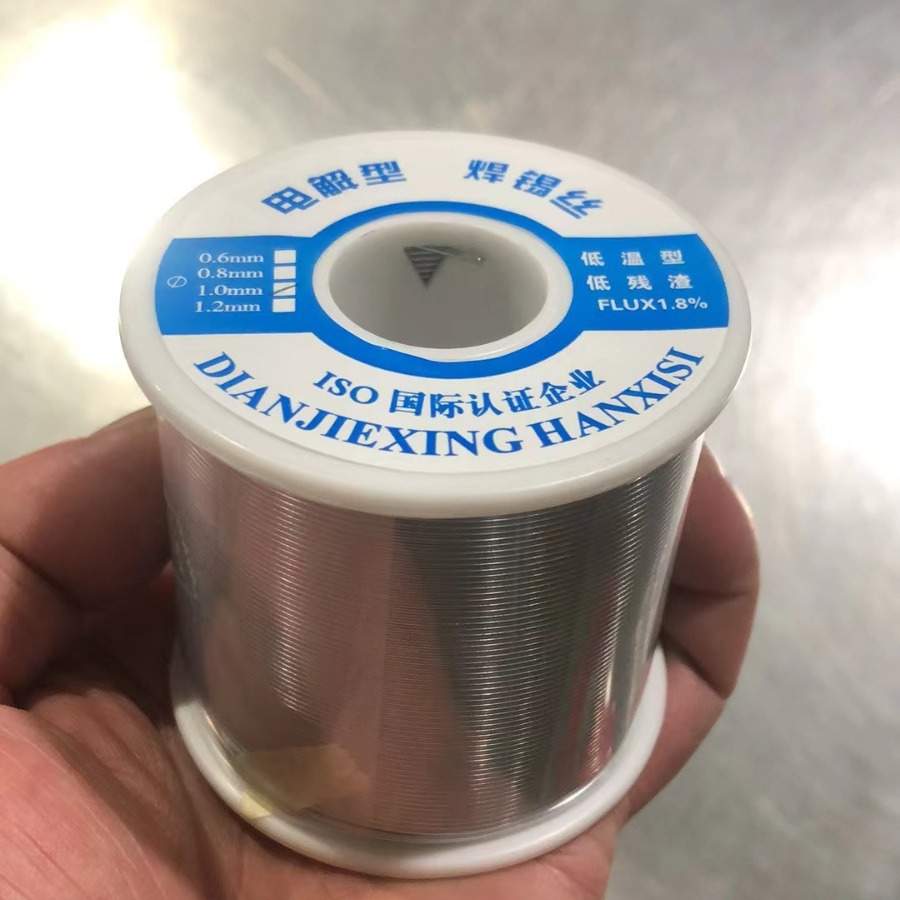 电解型 焊锡丝
∅
0.6mm
0.8mm
1.0mm
1.2mm
低温型
低残渣
FLUX1.8%
ISO 国际认证企业
DIANJIEXING HANXISI